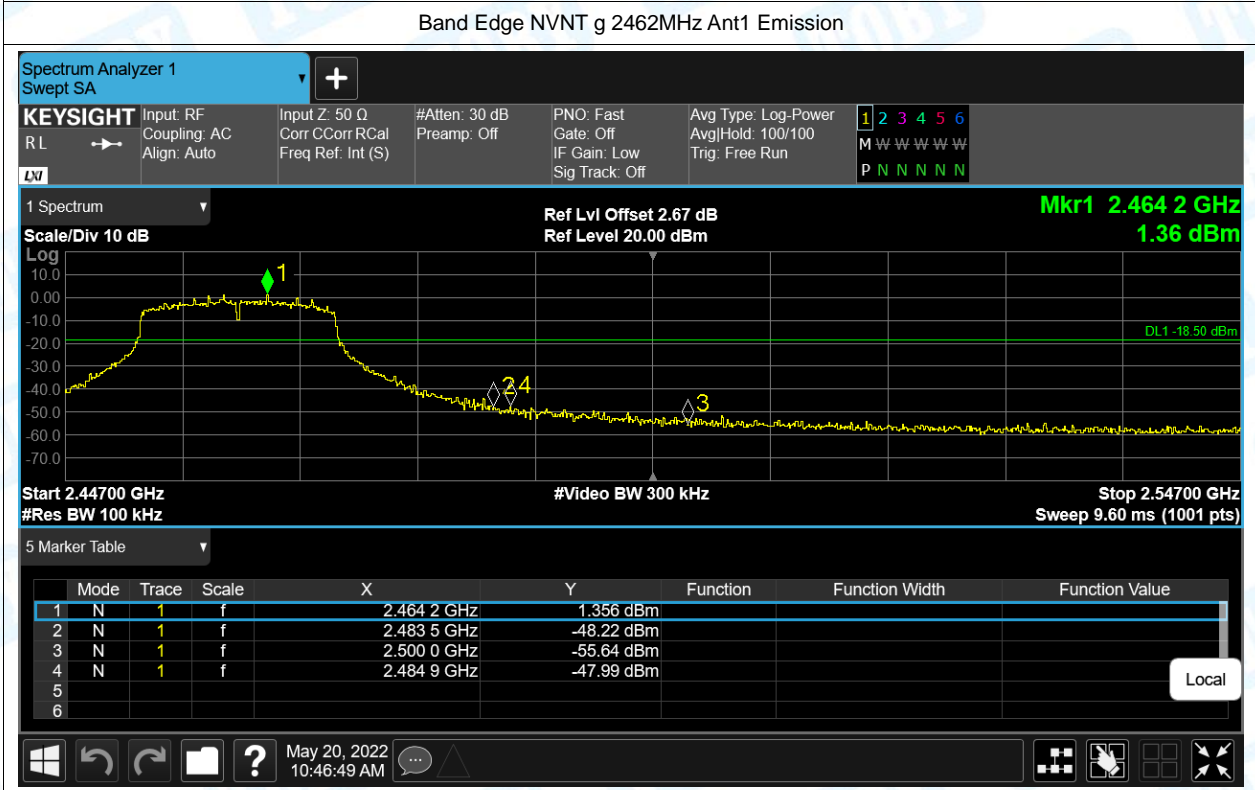 Band Edge NVNT g 2462MHz Ant1 Emission
Spectrum Analyzer 1
Swept SA
KEYSIGHT
RL
LXI
Input: RF
Coupling: AC
Align: Auto
Input Z: 50 Ω
Corr CCorr RCal
Freq Ref: Int (S)
#Atten: 30 dB
Preamp: Off
PNO: Fast
Gate: Off
IF Gain: Low
Sig Track: Off
Avg Type: Log-Power
Avg|Hold: 100/100
Trig: Free Run
1 2 3 4 5 6
M W W W W W
P N N N N N
1 Spectrum
Scale/Div 10 dB
Ref Lvl Offset 2.67 dB
Ref Level 20.00 dBm
Mkr1 2.464 2 GHz
1.36 dBm
Log
10.0
0.00
-10.0
-20.0
-30.0
-40.0
-50.0
-60.0
-70.0
1
2 4
3
DL1 -18.50 dBm
Start 2.44700 GHz
#Video BW 300 kHz
Stop 2.54700 GHz
#Res BW 100 kHz
Sweep 9.60 ms (1001 pts)
5 Marker Table
Mode Trace Scale X Y Function Function Width Function Value
1 N 1 f 2.464 2 GHz 1.356 dBm
2 N 1 f 2.483 5 GHz -48.22 dBm
3 N 1 f 2.500 0 GHz -55.64 dBm
4 N 1 f 2.484 9 GHz -47.99 dBm
5
6
Local
?
May 20, 2022
10:46:49 AM